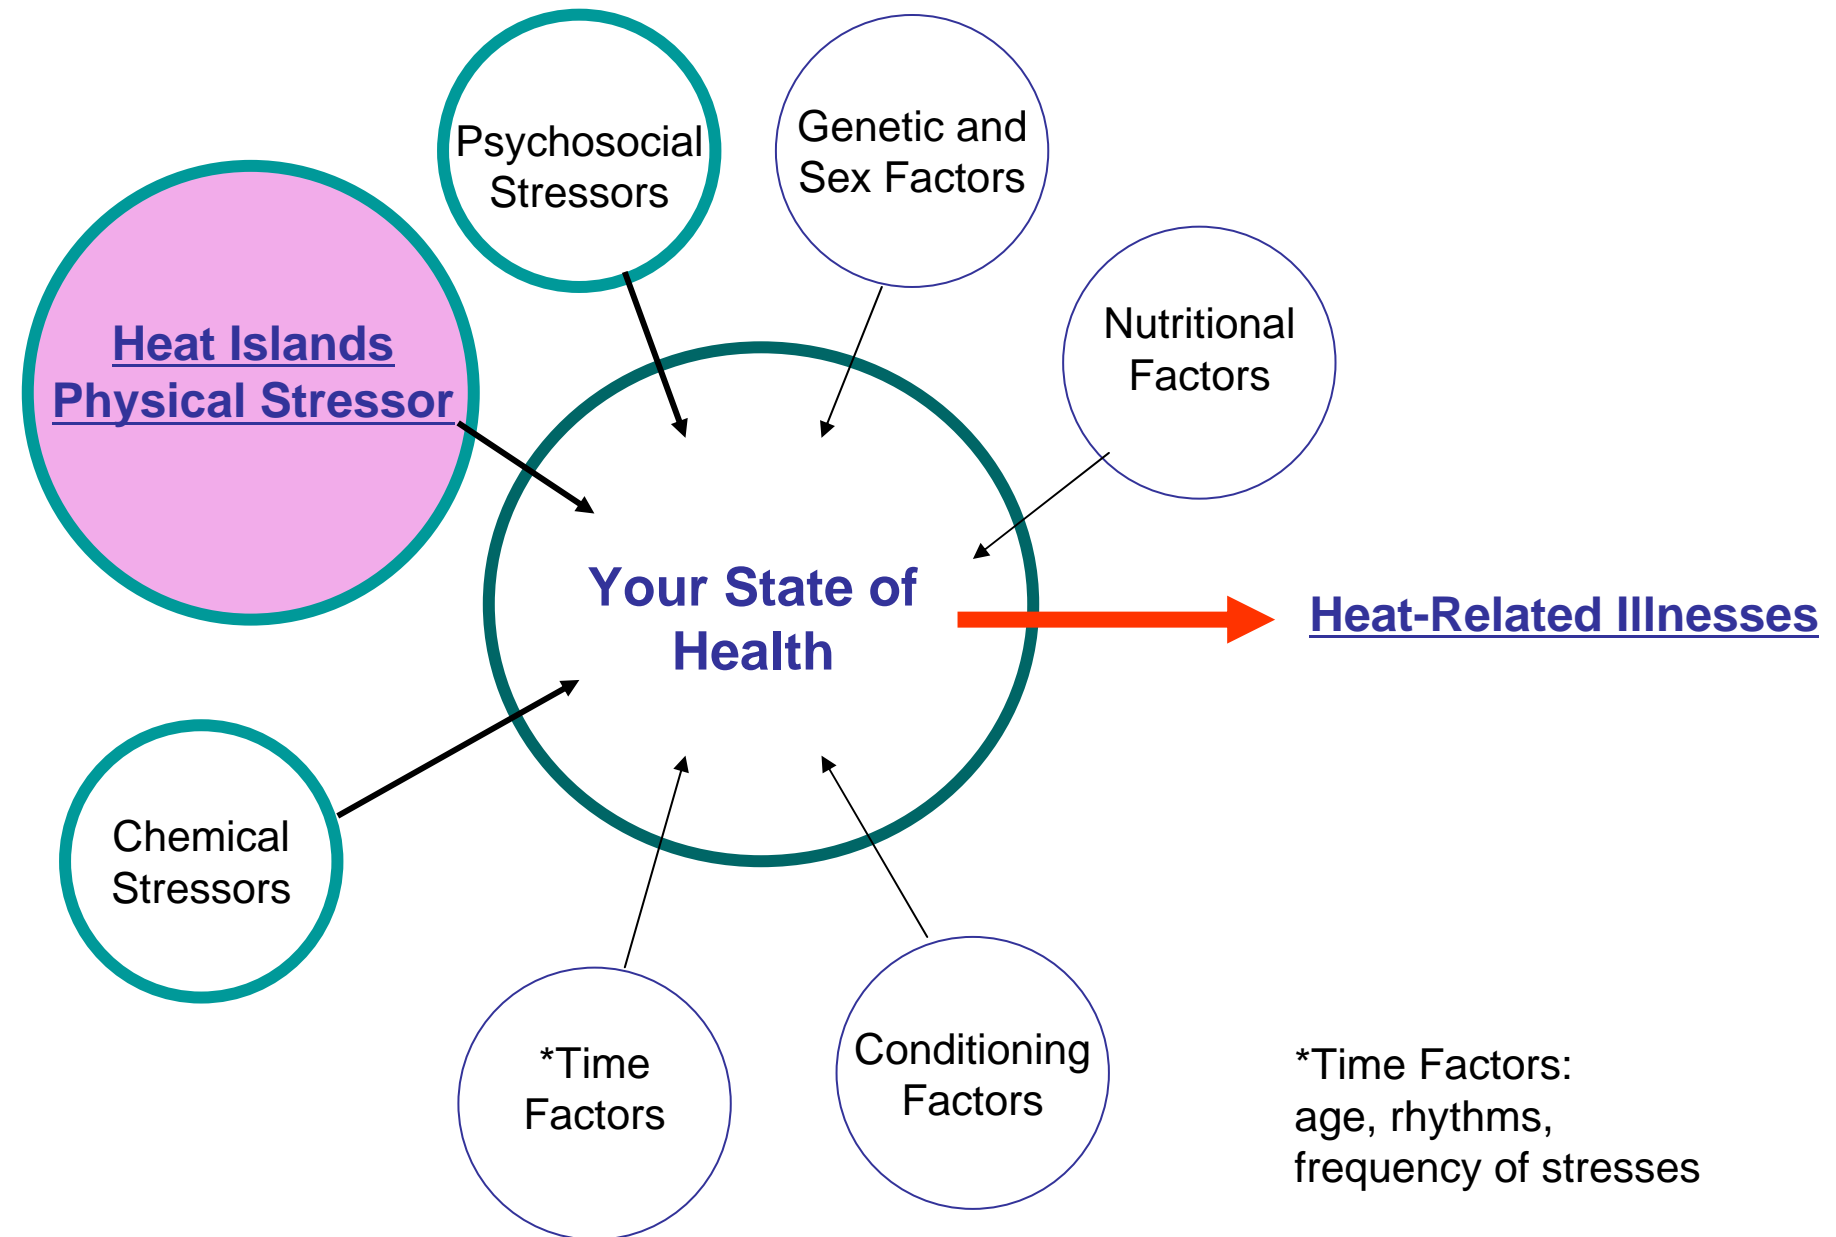 Psychosocial
Stressors
Genetic and
Sex Factors
Heat Islands
Physical Stressor
Nutritional
Factors
Your State of
Health
Heat-Related Illnesses
Chemical
Stressors
*Time
Factors
Conditioning
Factors
*Time Factors:
age, rhythms,
frequency of stresses